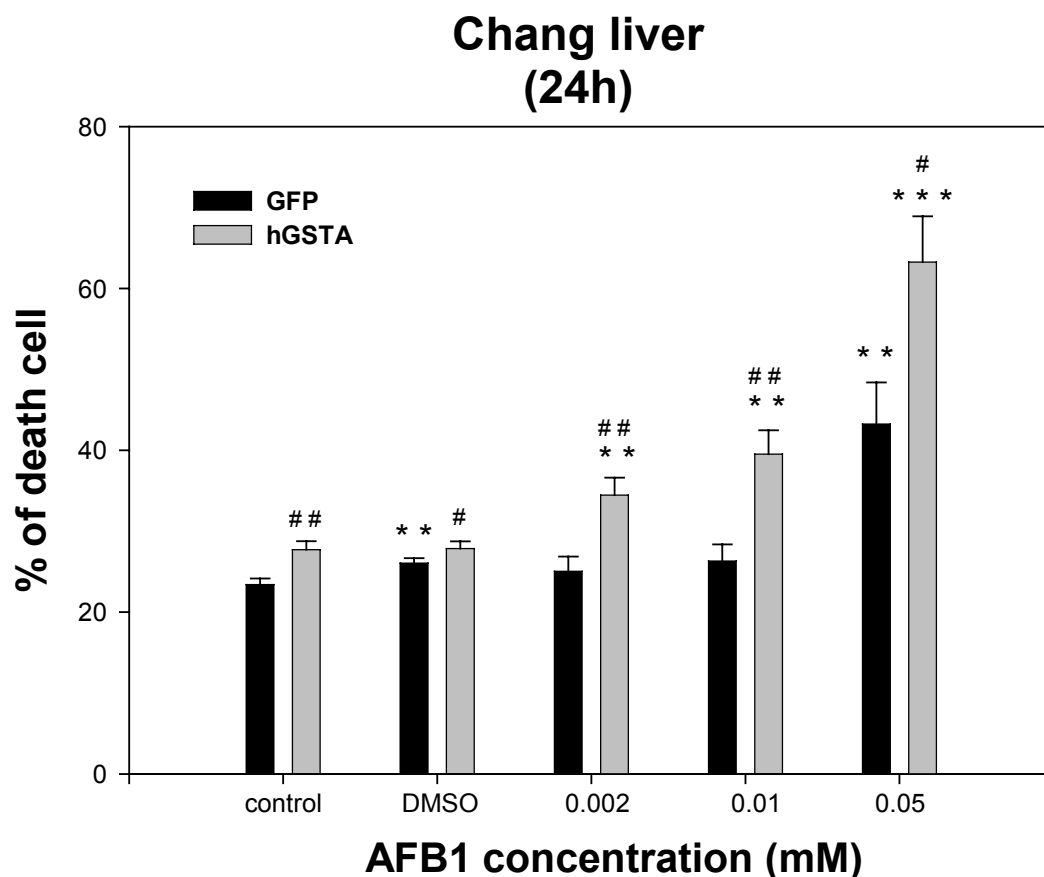 Chang liver
(24h)
80
60
40
20
0
% of death cell
GFP
hGSTA
##
**
#
##
**
##
**
**
#
***
control DMSO 0.002 0.01 0.05
AFB1 concentration (mM)